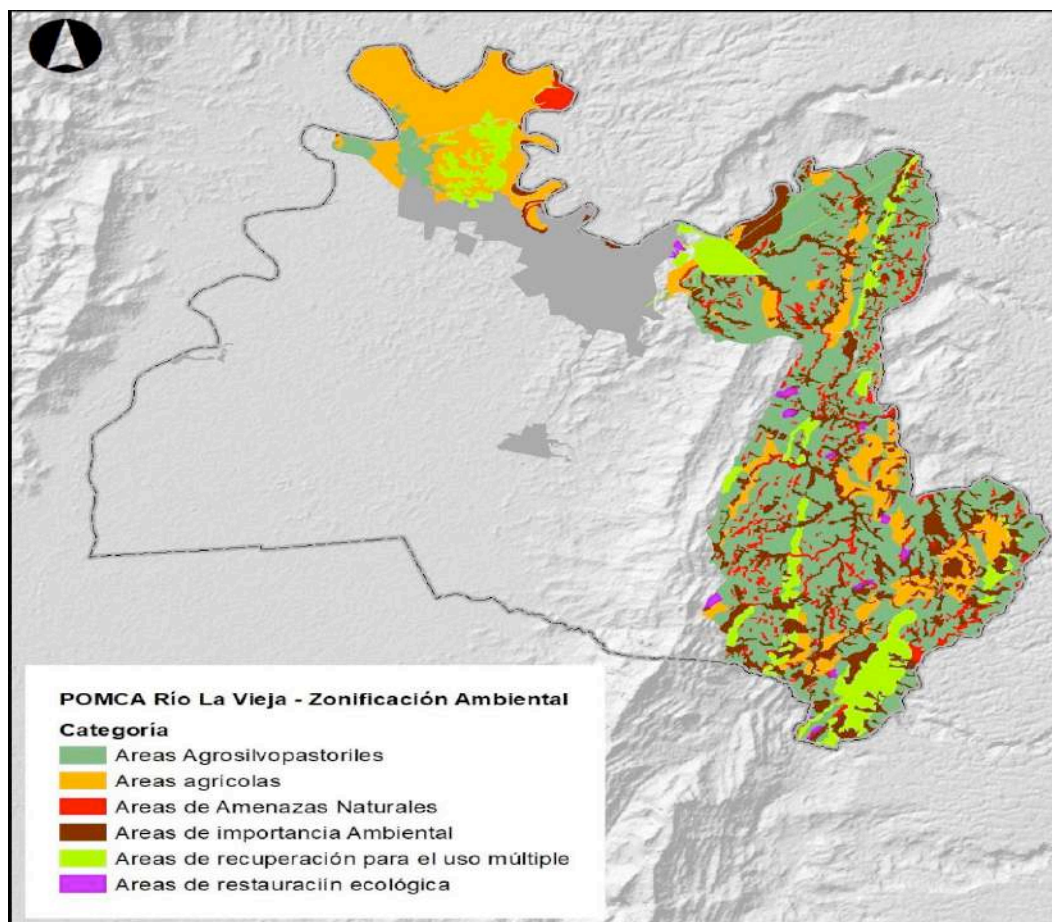 POMCA Río La Vieja - Zonificación Ambiental
Categoría
Areas Agrosilvopastoriles
Areas agricolas
Areas de Amenazas Naturales
Areas de importancia Ambiental
Areas de recuperación para el uso múltiple
Areas de restauraciin ecológica